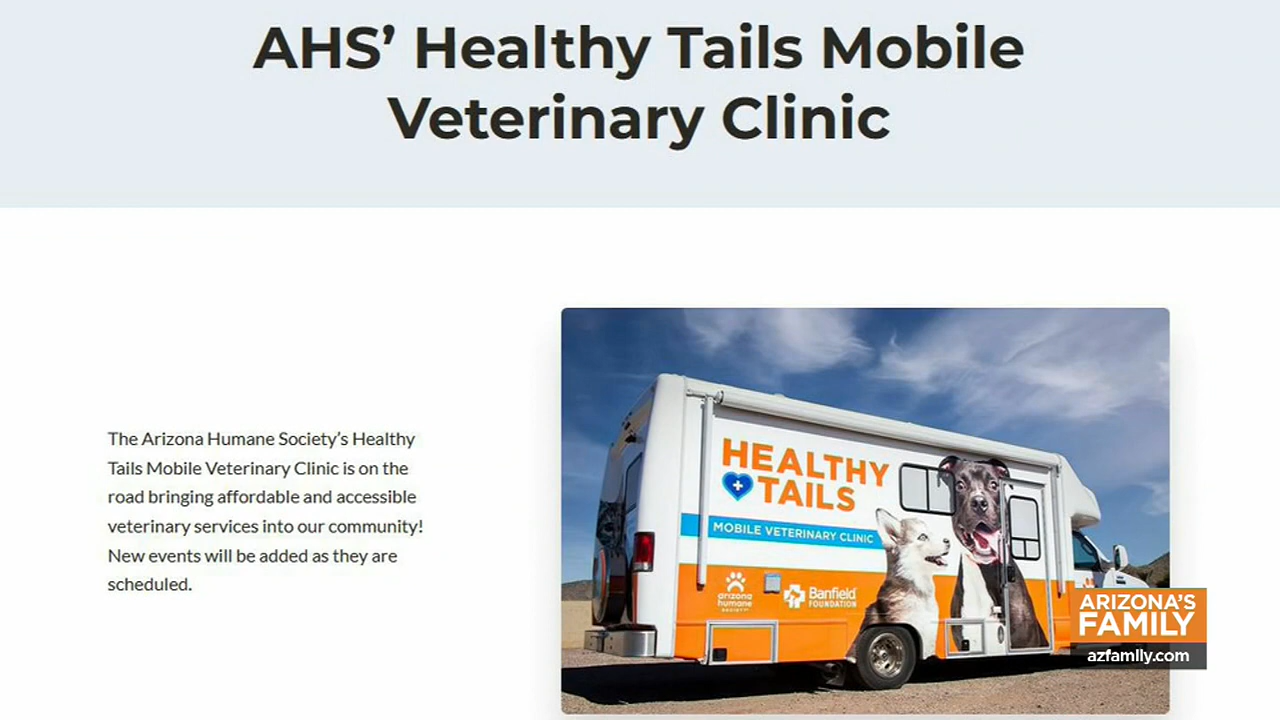 AHS’ Healthy Tails Mobile
Veterinary Clinic
The Arizona Humane Society’s Healthy
Tails Mobile Veterinary Clinic is on the
road bringing affordable and accessible
veterinary services into our community!
New events will be added as they are
scheduled.
HEALTHY
TAILS
MOBILE VETERINARY CLINIC
arizona
humane
SOCIETY
Banfield
FOUNDATION
ARIZONA'S
FAMILY
azfamily.com